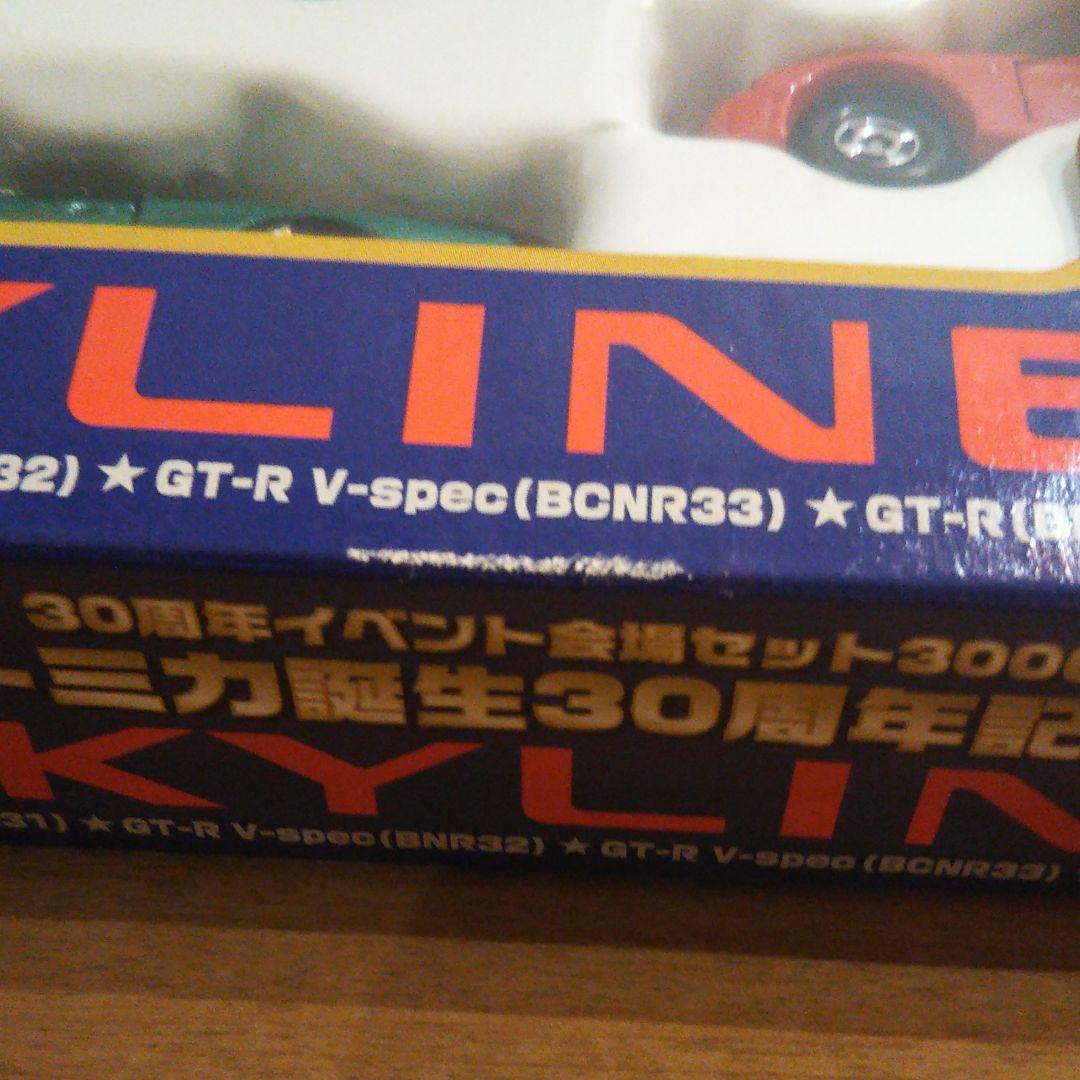 YLINE
32) ★ GT-R V-spec(BCNR33) ★ GT-R(B
30周年イベント会場セット3000
トミカ誕生30周年記
KYLIN
31) ★ GT-R V-spec(BNR32) ★ GT-R V-spec(BCNR33)